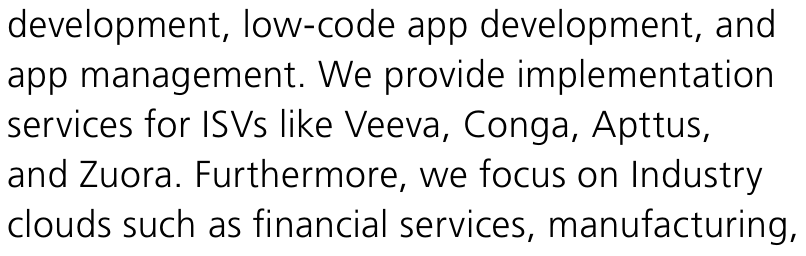 development, low-code app development, and
app management. We provide implementation
services for ISVs like Veeva, Conga, Apttus,
and Zuora. Furthermore, we focus on Industry
clouds such as financial services, manufacturing,